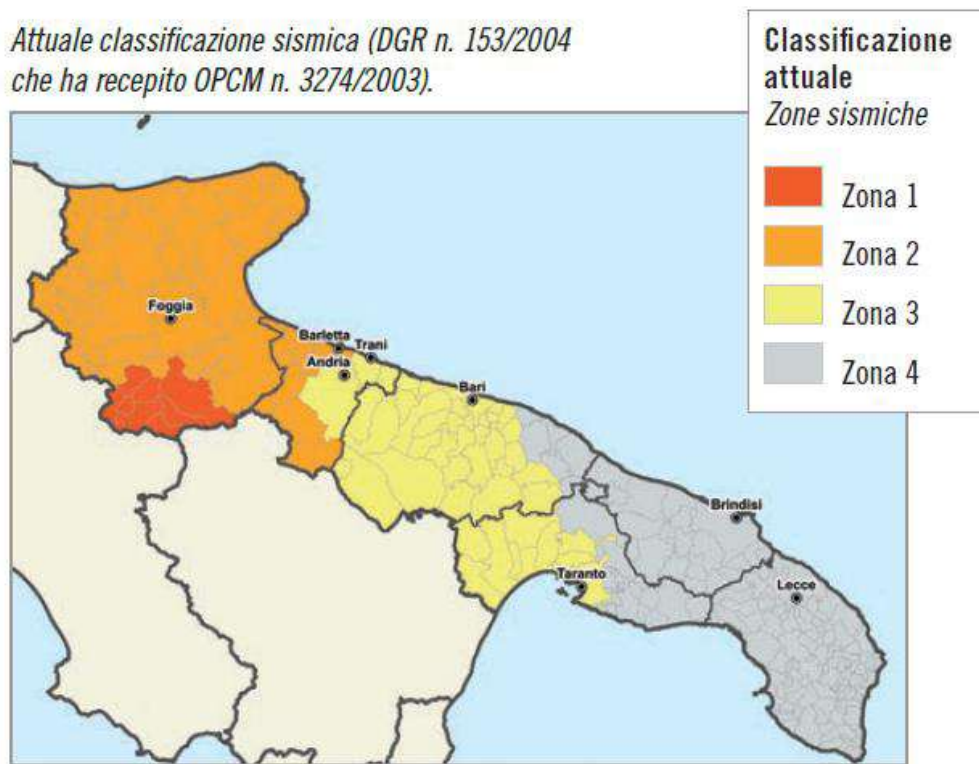 Attuale classificazione sismica (DGR n. 153/2004
che ha recepito OPCM n. 3274/2003).
Classificazione
attuale
Zone sismiche
Zona 1
Zona 2
Zona 3
Zona 4
Foggia
Barletta
Trani
Andria
Bari
Brindisi
Taranto
Lecce